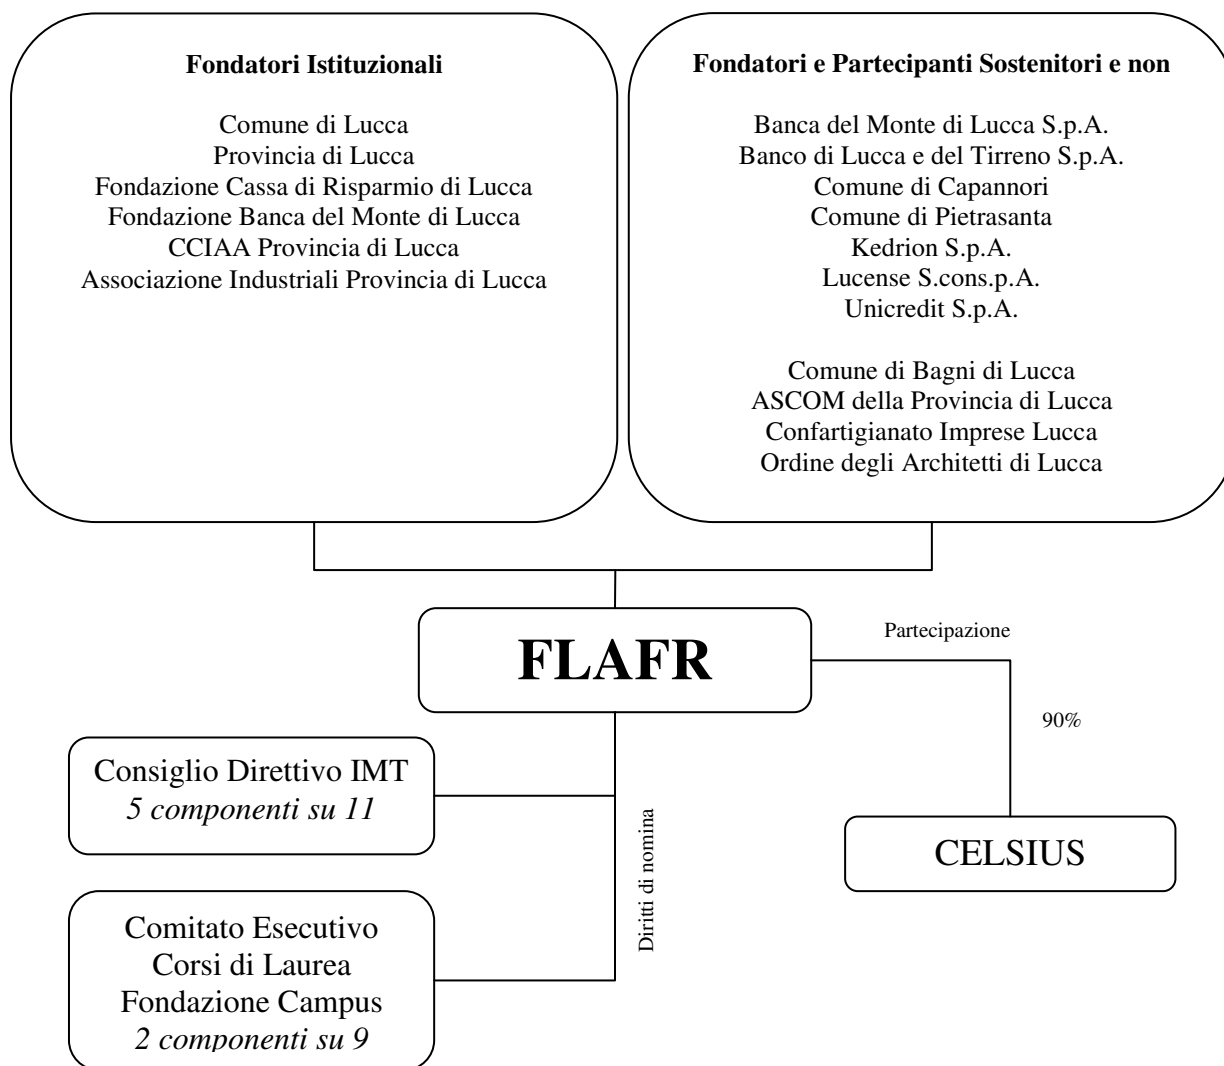 Fondatori Istituzionali
Comune di Lucca
Provincia di Lucca
Fondazione Cassa di Risparmio di Lucca
Fondazione Banca del Monte di Lucca
CCIAA Provincia di Lucca
Associazione Industriali Provincia di Lucca
Fondatori e Partecipanti Sostenitori e non
Banca del Monte di Lucca S.p.A.
Banco di Lucca e del Tirreno S.p.A.
Comune di Capannori
Comune di Pietrasanta
Kedrion S.p.A.
Lucense S.cons.p.A.
Unicredit S.p.A.
Comune di Bagni di Lucca
ASCOM della Provincia di Lucca
Confartigianato Imprese Lucca
Ordine degli Architetti di Lucca
FLAFR
Partecipazione
90%
CELSIUS
Diritti di nomina
Consiglio Direttivo IMT
5 componenti su 11
Comitato Esecutivo
Corsi di Laurea
Fondazione Campus
2 componenti su 9